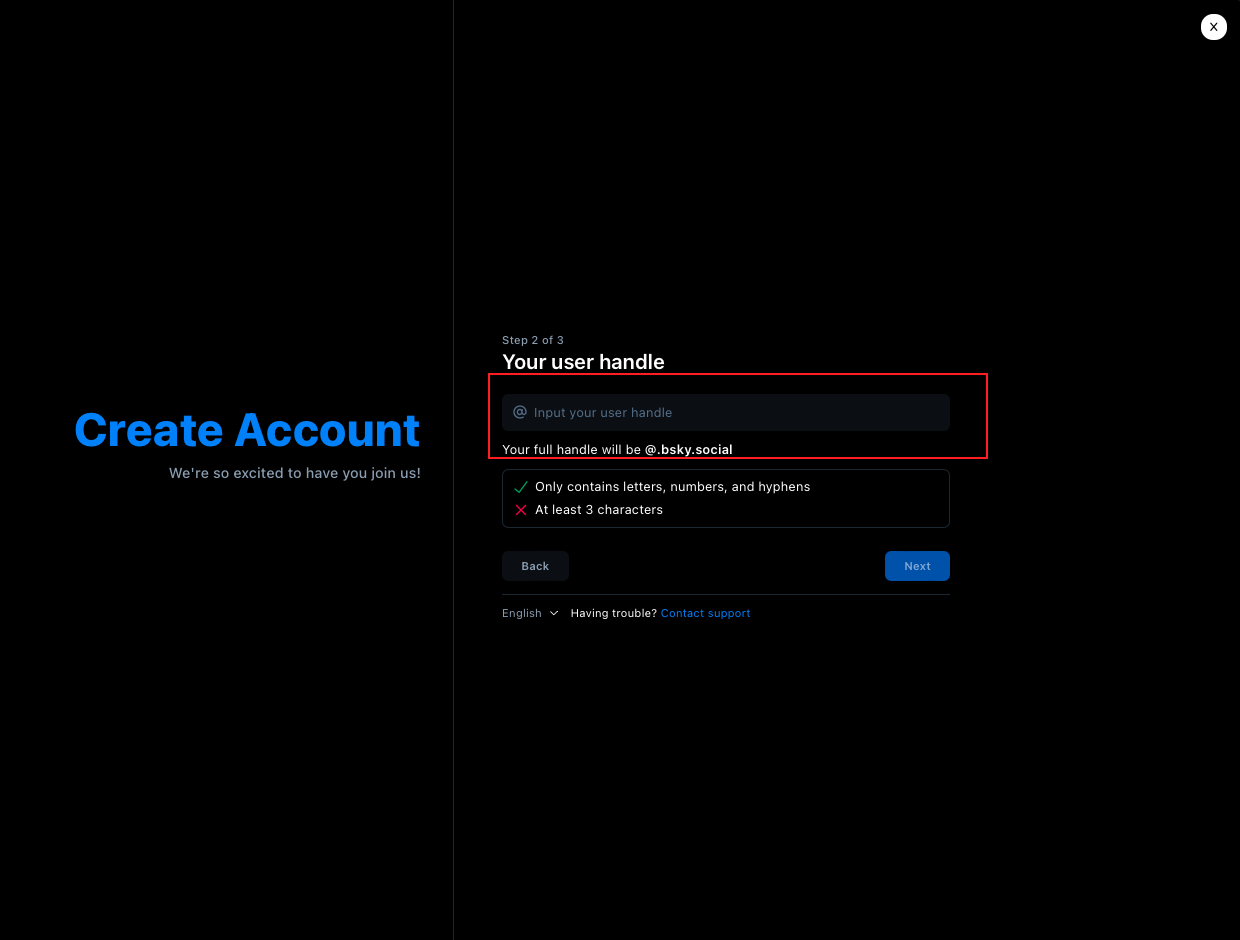 X
Create Account
We're so excited to have you join us!
Step 2 of 3
Your user handle
@ Input your user handle
Your full handle will be @.bsky.social
Only contains letters, numbers, and hyphens
At least 3 characters
Back
Next
English
Having trouble? Contact support